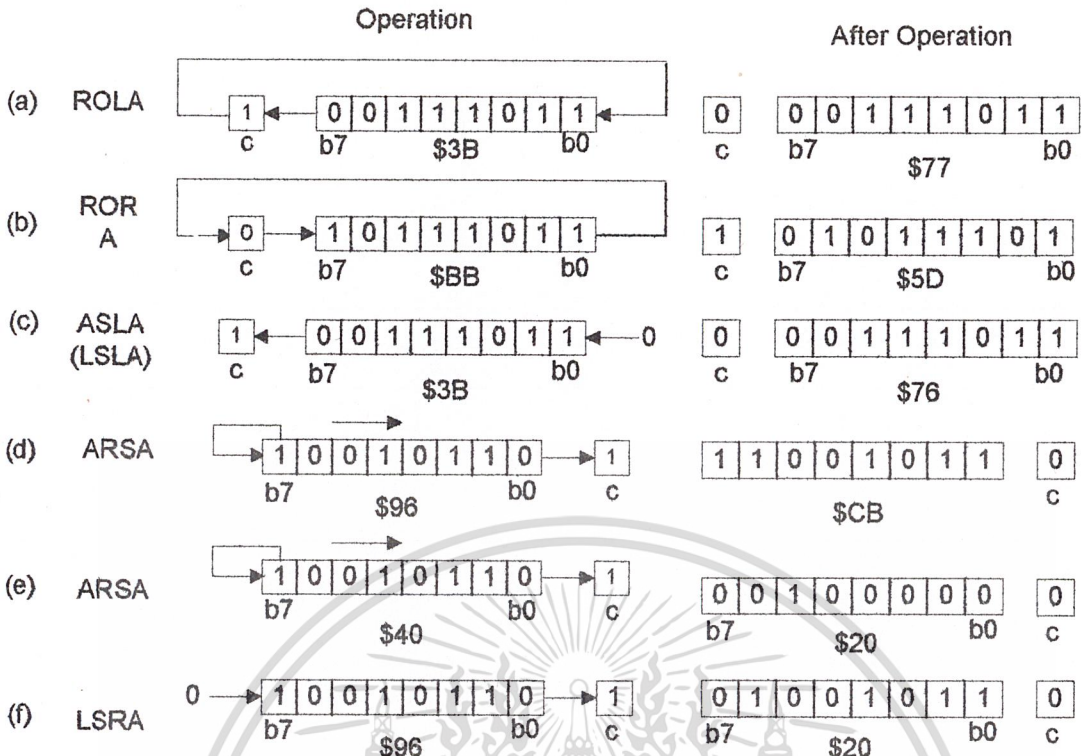 Operation
After Operation
(a) ROLA 1 0 0 1 1 1 0 1 1 0 0 0 1 1 1 0 1 1
c b7 $3B b0 c b7 $77 b0
(b) ROR A 0 1 0 1 1 1 0 1 1 1 0 1 0 1 1 1 0 1
c b7 $BB b0 c b7 $5D b0
(c) ASLA (LSLA) 1 0 0 1 1 1 0 1 1 0 0 0 0 1 1 1 0 1 1
c b7 $3B b0 c b7 $76 b0
(d) ARSA 1 0 0 1 0 1 1 0 1 1 1 0 0 1 0 1 1 0
b7 $96 b0 c $CB c
(e) ARSA 1 0 0 1 0 1 1 0 1 0 0 1 0 0 0 0 0 0
b7 $40 b0 c b7 $20 b0 c
(f) LSRA 0 1 0 0 1 0 1 1 0 1 0 1 0 0 1 0 1 1 0
b7 $96 b0 c b7 $20 b0 c